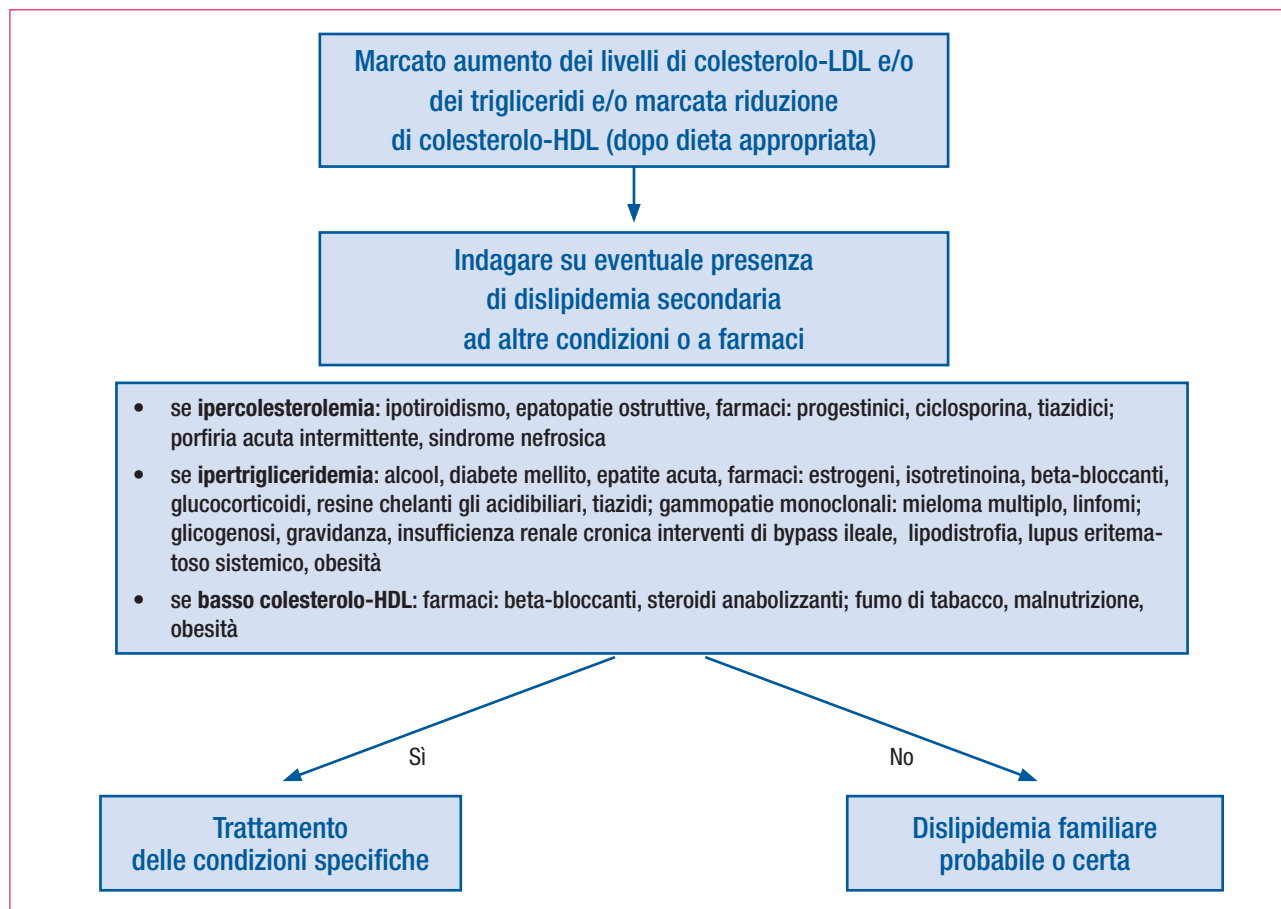 Marcato aumento dei livelli di colesterolo-LDL e/o
dei trigliceridi e/o marcata riduzione
di colesterolo-HDL (dopo dieta appropriata)
Indagare su eventuale presenza
di dislipidemia secondaria
ad altre condizioni o a farmaci
• se ipercolesterolemia: ipotiroidismo, epatopatie ostruttive, farmaci: progestinici, ciclosporina, tiazidici;
porfiria acuta intermittente, sindrome nefrosica
• se ipertrigliceridemia: alcool, diabete mellito, epatite acuta, farmaci: estrogeni, isotretinoina, beta-bloccanti,
glucocorticoidi, resine chelanti gli acidibiliari, tiazidi; gammopatie monoclonali: mieloma multiplo, linfomi;
glicogenosi, gravidanza, insufficienza renale cronica interventi di bypass ileale, lipodistrofia, lupus eritema-
toso sistemico, obesità
• se basso colesterolo-HDL: farmaci: beta-bloccanti, steroidi anabolizzanti; fumo di tabacco, malnutrizione,
obesità
Sì
No
Trattamento
delle condizioni specifiche
Dislipidemia familiare
probabile o certa